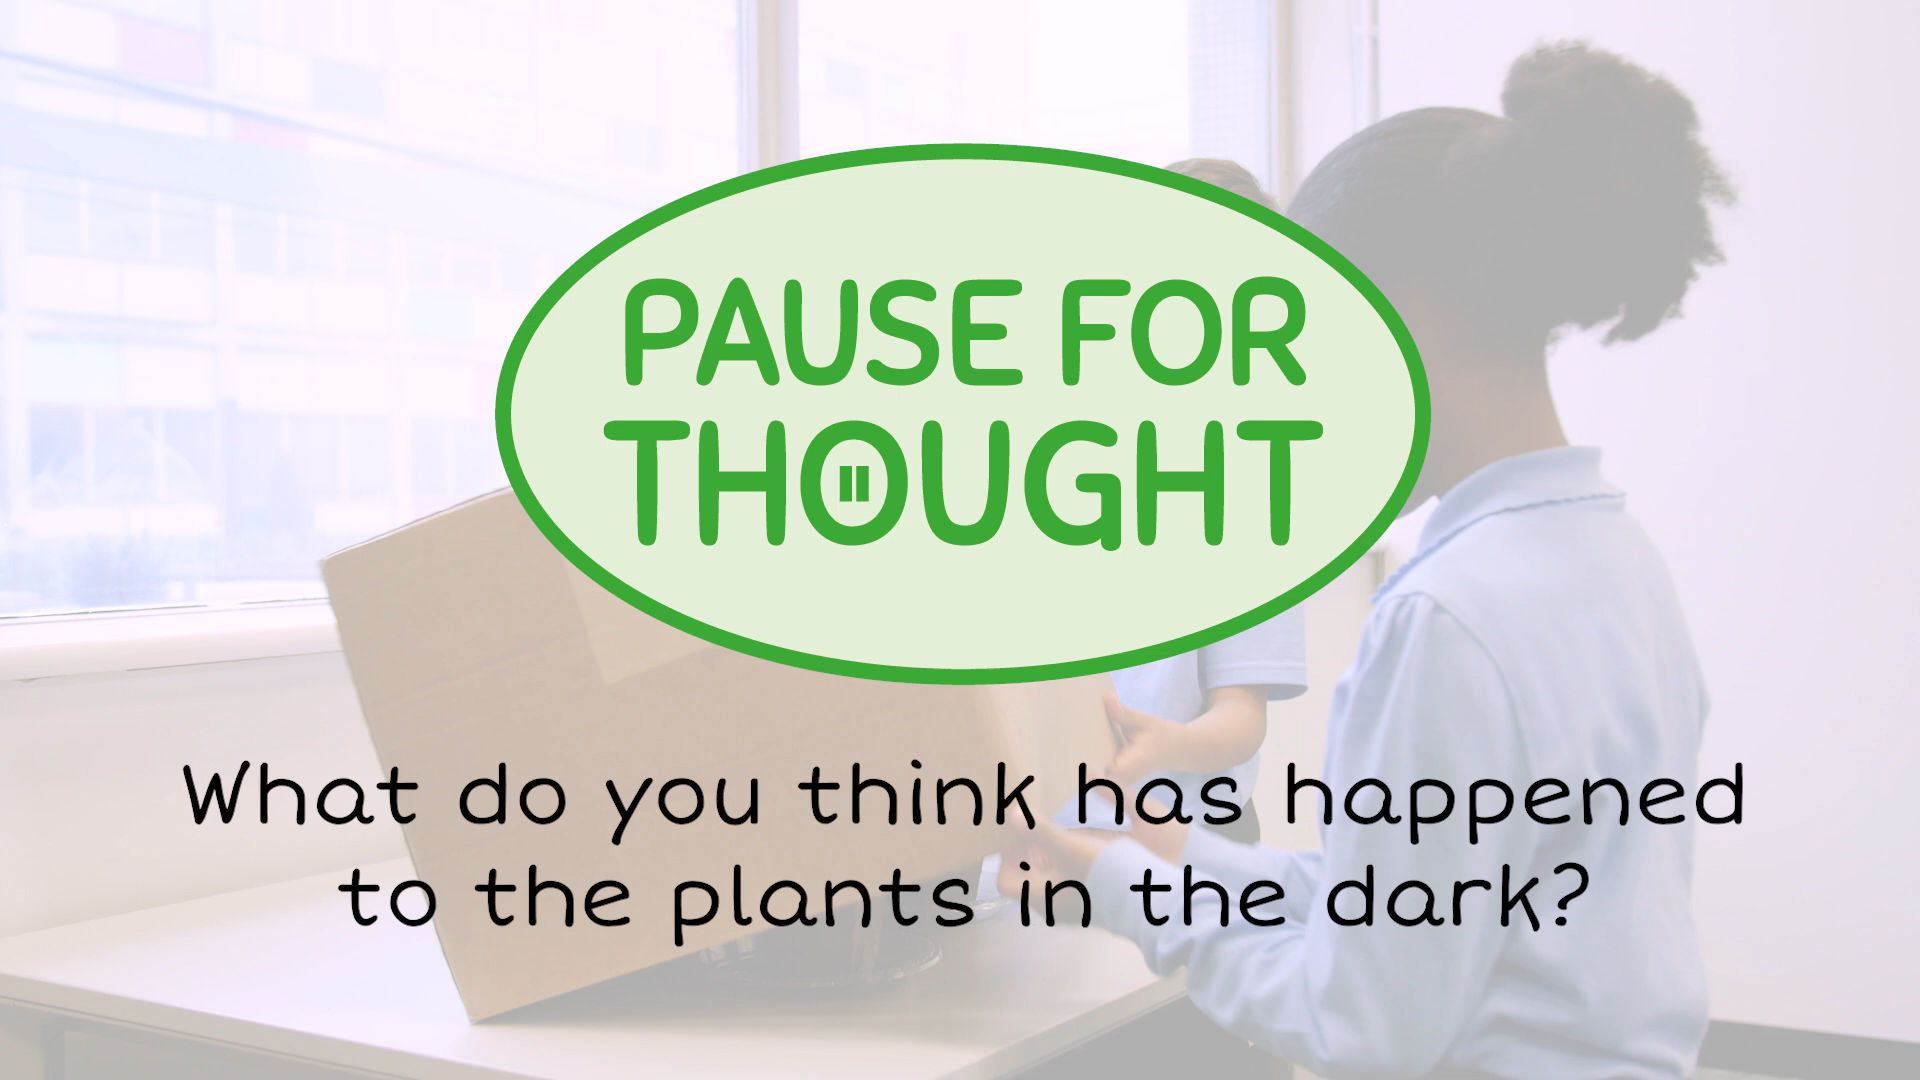 PAUSE FOR
THOUGHT
What do you think has happened
to the plants in the dark?